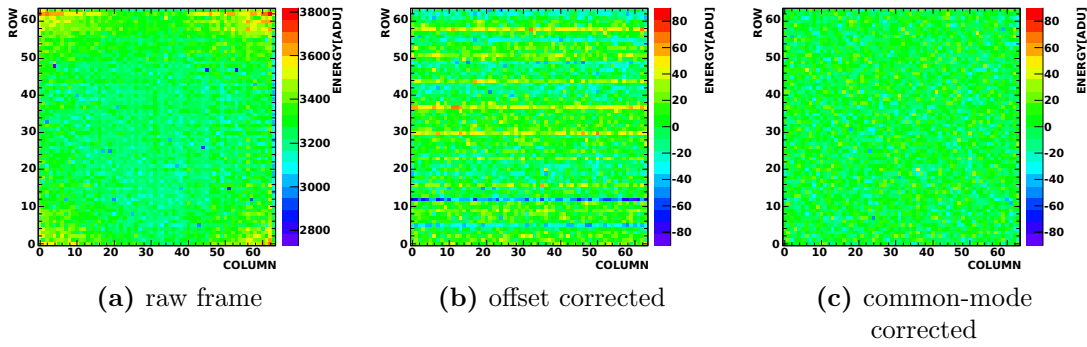 ROW
60
50
40
30
20
10
0
0 10 20 30 40 50 60
COLUMN
ENERGY[ADU]
3800
3600
3400
3200
3000
2800
ROW
60
50
40
30
20
10
0
0 10 20 30 40 50 60
COLUMN
ENERGY[ADU]
80
60
40
20
0
-20
-40
-60
-80
ROW
60
50
40
30
20
10
0
0 10 20 30 40 50 60
COLUMN
ENERGY[ADU]
80
60
40
20
0
-20
-40
-60
-80
(a) raw frame
(b) offset corrected
(c) common-mode
corrected